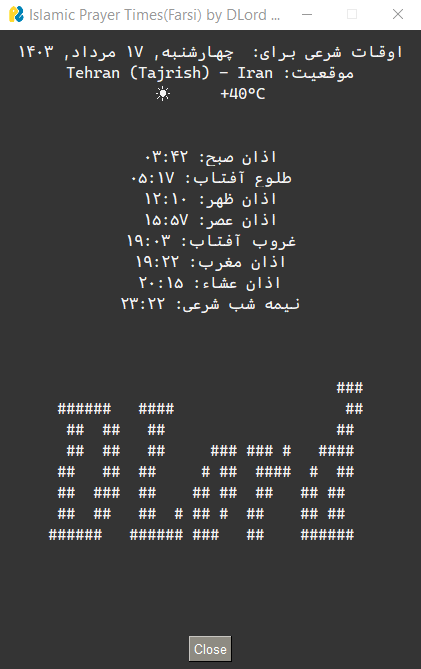 Islamic Prayer Times(Farsi) by DLord ...
اوقات شرعی برای:  چهارشنبه, ۱۷ مرداد, ۱۴۰۳
موقعیت: Tehran (Tajrish) - Iran
☀ +40°C
اذان صبح: ۰۳:۴۲
طلوع آفتاب: ۰۵:۱۷
اذان ظهر: ۱۲:۱۰
اذان عصر: ۱۵:۵۷
غروب آفتاب: ۱۹:۰۳
اذان مغرب: ۱۹:۲۲
اذان عشاء: ۲۰:۱۵
نیمه شب شرعی: ۲۳:۲۲
Dlord
Close